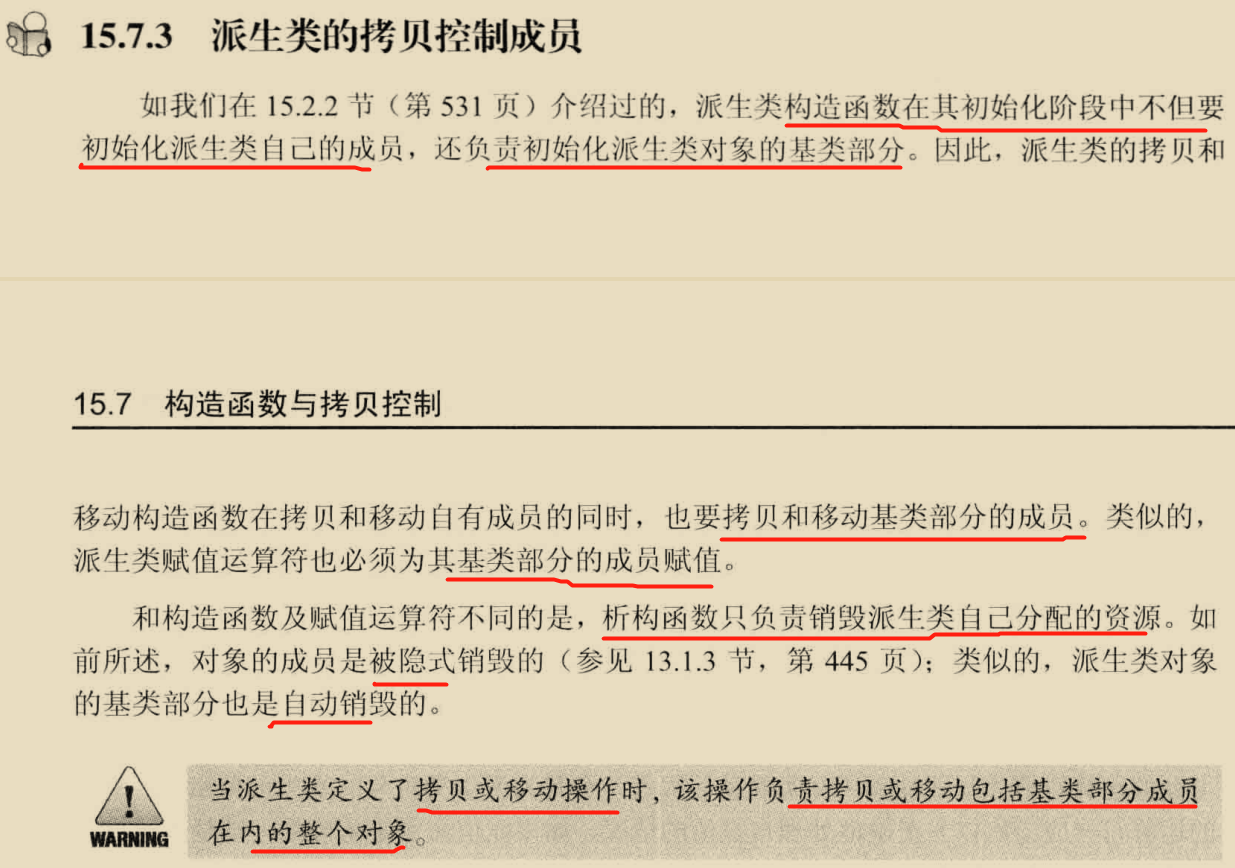 15.7.3 派生类的拷贝控制成员
如我们在 15.2.2 节（第 531 页）介绍过的，派生类构造函数在其初始化阶段中不但要
初始化派生类自己的成员，还负责初始化派生类对象的基类部分。因此，派生类的拷贝和
15.7 构造函数与拷贝控制
移动构造函数在拷贝和移动自有成员的同时，也要拷贝和移动基类部分的成员。类似的，
派生类赋值运算符也必须为其基类部分的成员赋值。
和构造函数及赋值运算符不同的是，析构函数只负责销毁派生类自己分配的资源。如
前所述，对象的成员是被隐式销毁的（参见 13.1.3 节，第 445 页）；类似的，派生类对象
的基类部分也是自动销毁的。
当派生类定义了拷贝或移动操作时，该操作负责拷贝或移动包括基类部分成员
WARNING 在内的整个对象。